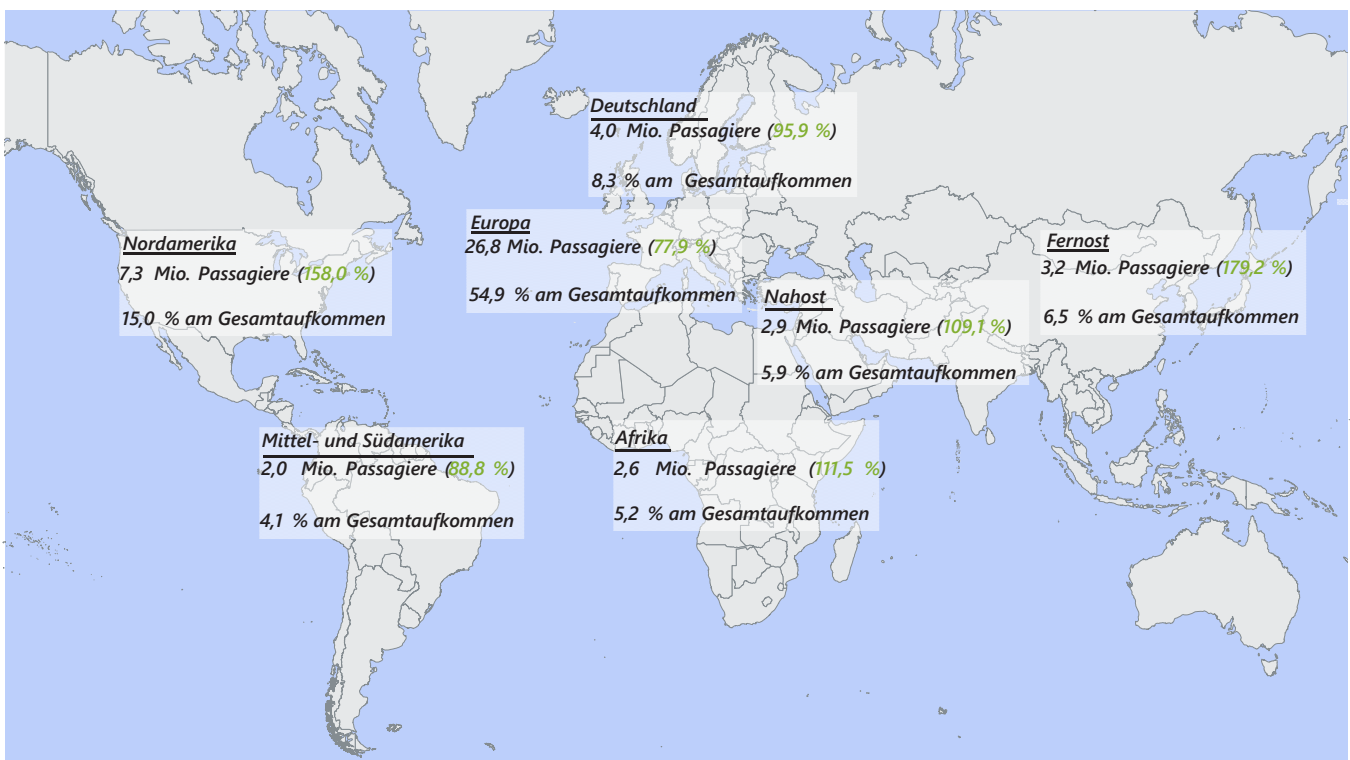 Deutschland
4,0 Mio. Passagiere (95,9 %)
8,3 % am Gesamtaufkommen
Europa
26,8 Mio. Passagiere (77,9 %)
54,9 % am Gesamtaufkommen
Nordamerika
7,3 Mio. Passagiere (158,0 %)
15,0 % am Gesamtaufkommen
Fernost
3,2 Mio. Passagiere (179,2 %)
6,5 % am Gesamtaufkommen
Nahost
2,9 Mio. Passagiere (109,1 %)
5,9 % am Gesamtaufkommen
Mittel- und Südamerika
2,0 Mio. Passagiere (88,8 %)
4,1 % am Gesamtaufkommen
Afrika
2,6 Mio. Passagiere (111,5 %)
5,2 % am Gesamtaufkommen